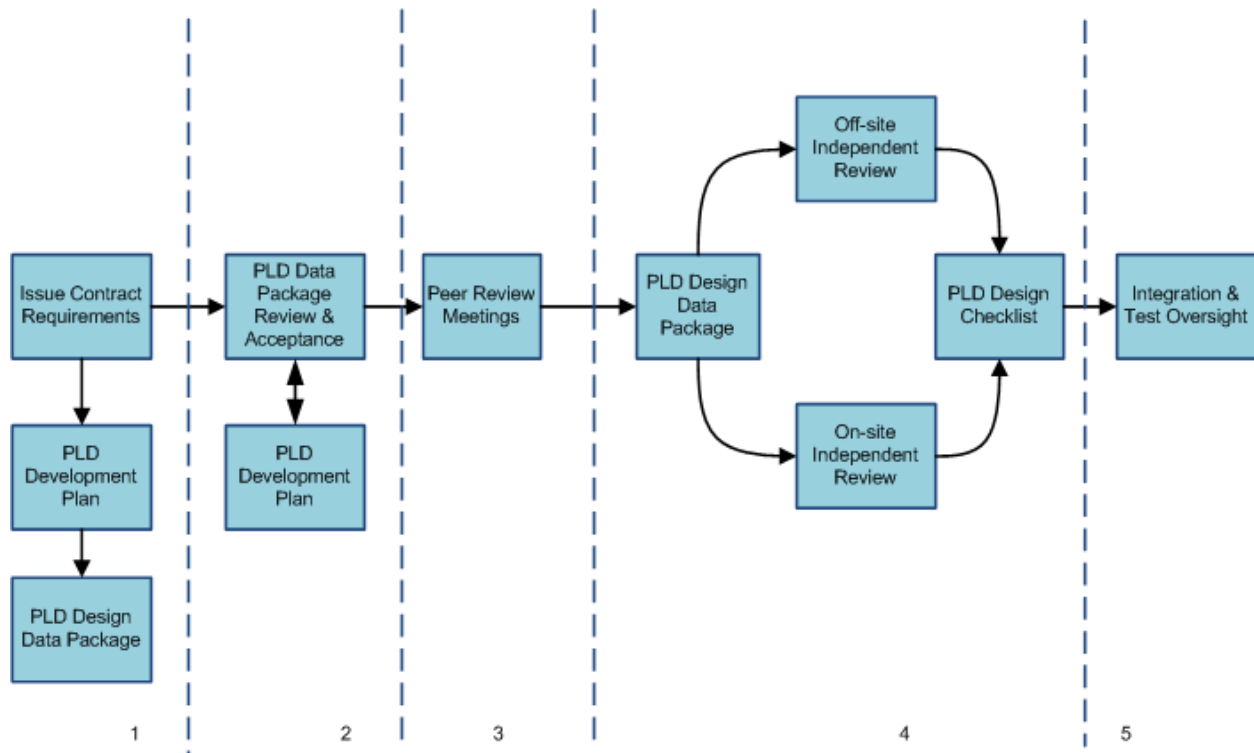 Issue Contract
Requirements
PLD
Development
Plan
PLD Design
Data Package
1
PLD Data
Package
Review &
Acceptance
PLD
Development
Plan
2
Peer Review
Meetings
3
PLD Design
Data
Package
Off-site
Independent
Review
On-site
Independent
Review
PLD Design
Checklist
4
Integration &
Test Oversight
5